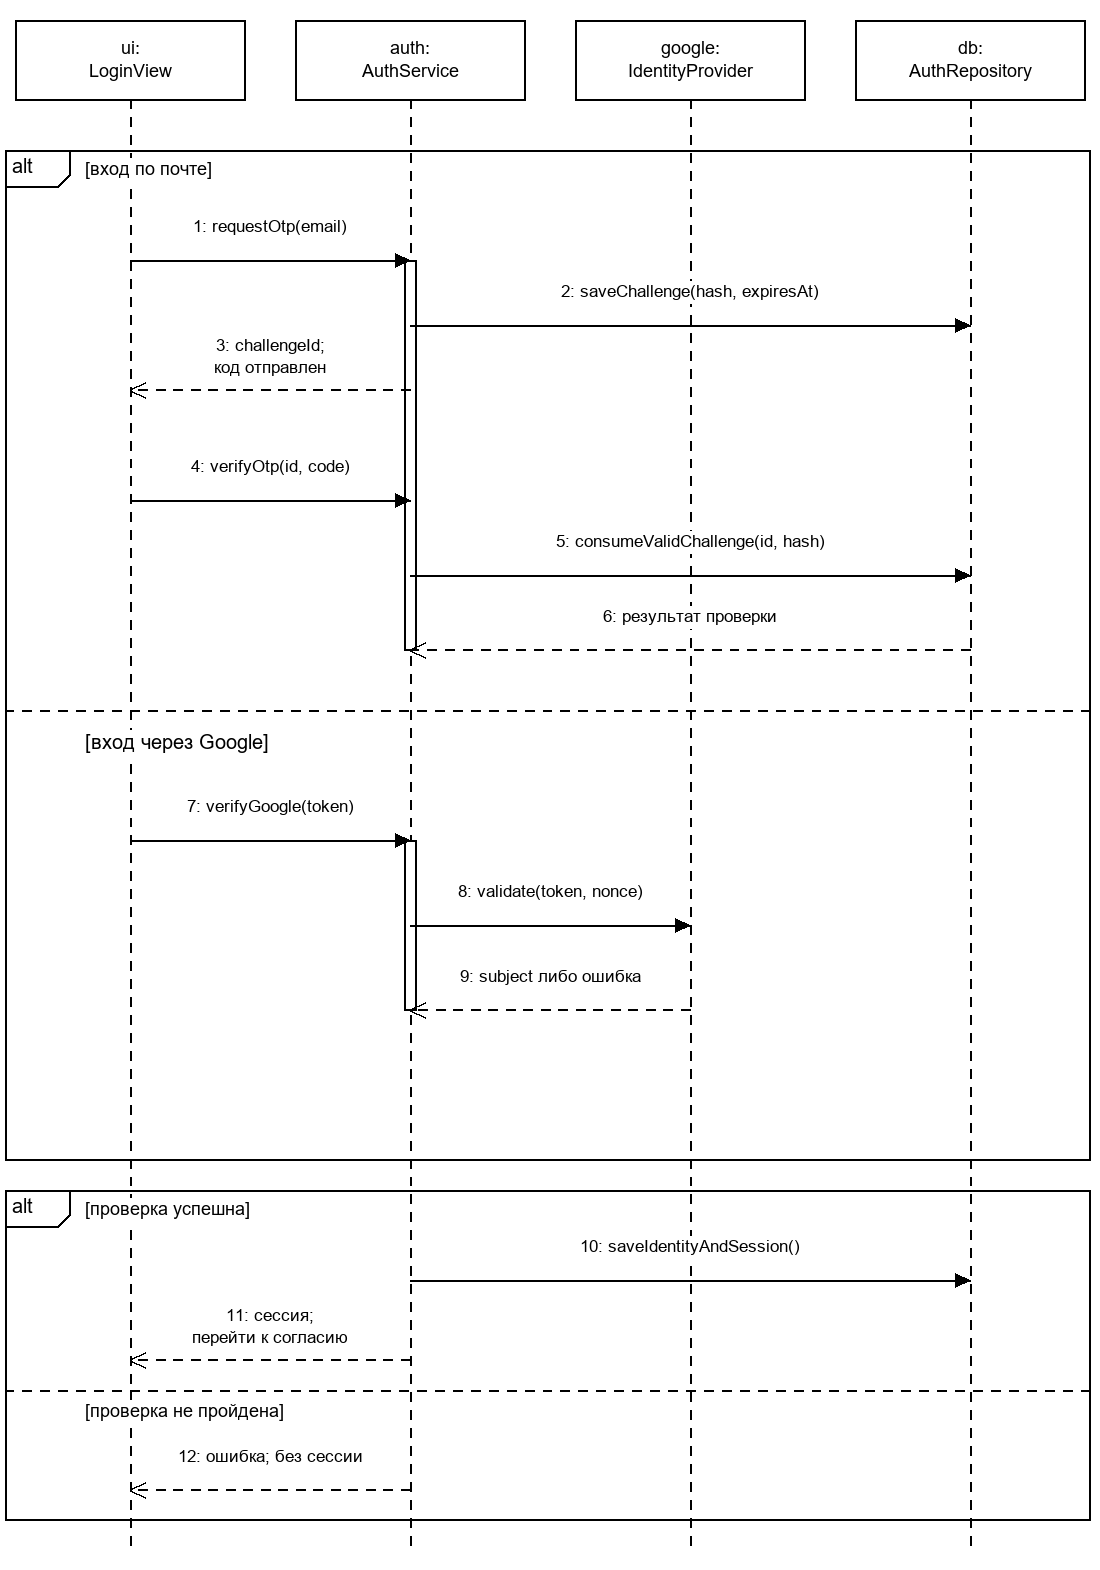 ui:
LoginView
auth:
AuthService
google:
IdentityProvider
db:
AuthRepository
alt
[вход по почте]
1: requestOtp(email)
2: saveChallenge(hash, expiresAt)
3: challengeId;
код отправлен
4: verifyOtp(id, code)
5: consumeValidChallenge(id, hash)
6: результат проверки
[вход через Google]
7: verifyGoogle(token)
8: validate(token, nonce)
9: subject либо ошибка
alt
[проверка успешна]
10: saveIdentityAndSession()
11: сессия;
перейти к согласию
[проверка не пройдена]
12: ошибка; без сессии